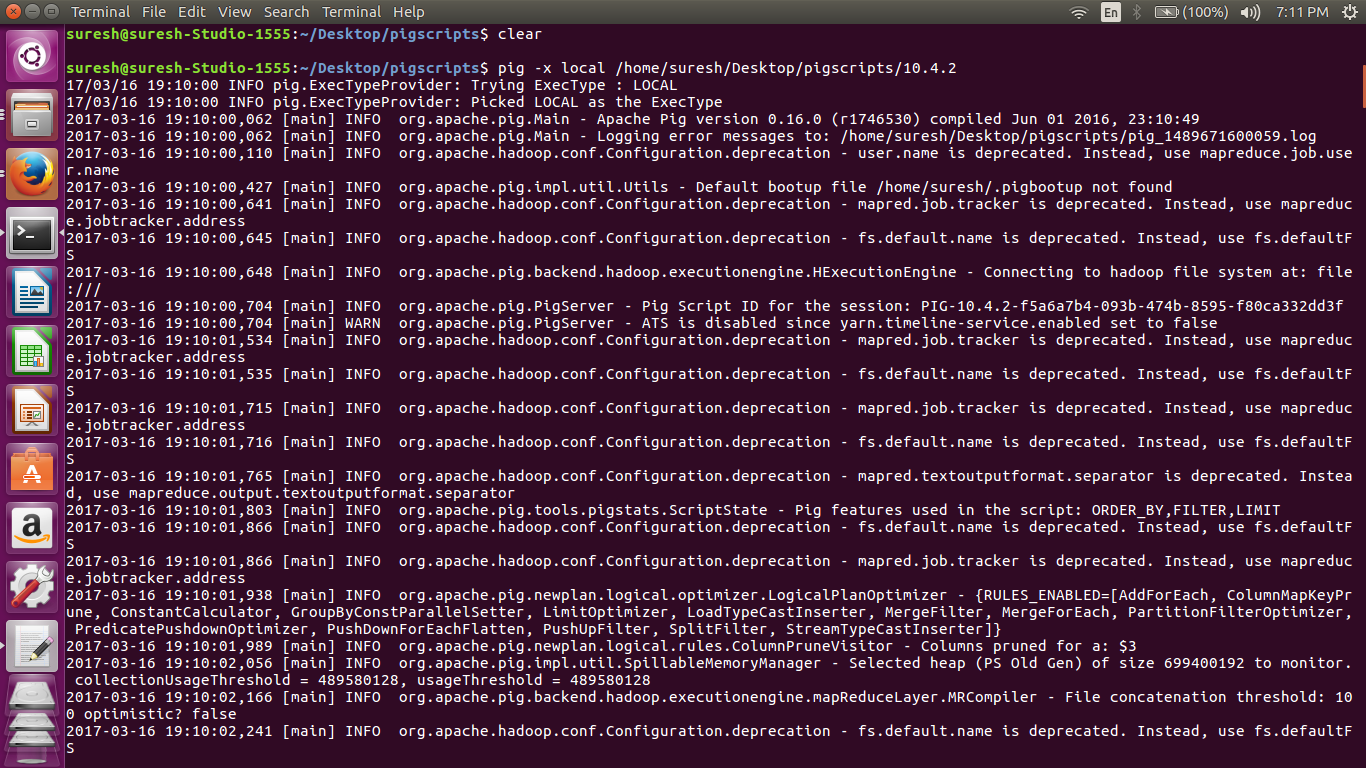 Terminal File Edit View Search Terminal Help En (100%) 7:11 PM
suresh@suresh-Studio-1555:~/Desktop/pigscripts$ clear
suresh@suresh-Studio-1555:~/Desktop/pigscripts$ pig -x local /home/suresh/Desktop/pigscripts/10.4.2
17/03/16 19:10:00 INFO pig.ExecTypeProvider: Trying ExecType : LOCAL
17/03/16 19:10:00 INFO pig.ExecTypeProvider: Picked LOCAL as the ExecType
2017-03-16 19:10:00,062 [main] INFO  org.apache.pig.Main - Apache Pig version 0.16.0 (r1746530) compiled Jun 01 2016, 23:10:49
2017-03-16 19:10:00,062 [main] INFO  org.apache.pig.Main - Logging error messages to: /home/suresh/Desktop/pigscripts/pig_1489671600059.log
2017-03-16 19:10:00,110 [main] INFO  org.apache.hadoop.conf.Configuration.deprecation - user.name is deprecated. Instead, use mapreduce.job.use
r.name
2017-03-16 19:10:00,427 [main] INFO  org.apache.pig.impl.util.Utils - Default bootup file /home/suresh/.pigbootup not found
2017-03-16 19:10:00,641 [main] INFO  org.apache.hadoop.conf.Configuration.deprecation - mapred.job.tracker is deprecated. Instead, use mapreduc
e.jobtracker.address
2017-03-16 19:10:00,645 [main] INFO  org.apache.hadoop.conf.Configuration.deprecation - fs.default.name is deprecated. Instead, use fs.defaultF
S
2017-03-16 19:10:00,648 [main] INFO  org.apache.pig.backend.hadoop.executionengine.HExecutionEngine - Connecting to hadoop file system at: file
:///
2017-03-16 19:10:00,704 [main] INFO  org.apache.pig.PigServer - Pig Script ID for the session: PIG-10.4.2-f5a6a7b4-093b-474b-8595-f80ca332dd3f
2017-03-16 19:10:00,704 [main] WARN  org.apache.pig.PigServer - ATS is disabled since yarn.timeline-service.enabled set to false
2017-03-16 19:10:01,534 [main] INFO  org.apache.hadoop.conf.Configuration.deprecation - mapred.job.tracker is deprecated. Instead, use mapreduc
e.jobtracker.address
2017-03-16 19:10:01,535 [main] INFO  org.apache.hadoop.conf.Configuration.deprecation - fs.default.name is deprecated. Instead, use fs.defaultF
S
2017-03-16 19:10:01,715 [main] INFO  org.apache.hadoop.conf.Configuration.deprecation - mapred.job.tracker is deprecated. Instead, use mapreduc
e.jobtracker.address
2017-03-16 19:10:01,716 [main] INFO  org.apache.hadoop.conf.Configuration.deprecation - fs.default.name is deprecated. Instead, use fs.defaultF
S
2017-03-16 19:10:01,765 [main] INFO  org.apache.hadoop.conf.Configuration.deprecation - mapred.textoutputformat.separator is deprecated. Instea
d, use mapreduce.output.textoutputformat.separator
2017-03-16 19:10:01,803 [main] INFO  org.apache.pig.tools.pigstats.ScriptState - Pig features used in the script: ORDER_BY,FILTER,LIMIT
2017-03-16 19:10:01,866 [main] INFO  org.apache.hadoop.conf.Configuration.deprecation - fs.default.name is deprecated. Instead, use fs.defaultF
S
2017-03-16 19:10:01,866 [main] INFO  org.apache.hadoop.conf.Configuration.deprecation - mapred.job.tracker is deprecated. Instead, use mapreduc
e.jobtracker.address
2017-03-16 19:10:01,938 [main] INFO  org.apache.pig.newplan.logical.optimizer.LogicalPlanOptimizer - {RULES_ENABLED=[AddForEach, ColumnMapKeyPr
une, ConstantCalculator, GroupByConstParallelSetter, LimitOptimizer, LoadTypeCastInserter, MergeFilter, MergeForEach, PartitionFilterOptimizer,
 PredicatePushdownOptimizer, PushDownForEachFlatten, PushUpFilter, SplitFilter, StreamTypeCastInserter]}
2017-03-16 19:10:01,989 [main] INFO  org.apache.pig.newplan.logical.rules.ColumnPruneVisitor - Columns pruned for a: $3
2017-03-16 19:10:02,056 [main] INFO  org.apache.pig.impl.util.SpillableMemoryManager - Selected heap (PS Old Gen) of size 699400192 to monitor.
 collectionUsageThreshold = 489580128, usageThreshold = 489580128
2017-03-16 19:10:02,166 [main] INFO  org.apache.pig.backend.hadoop.executionengine.mapReduceLayer.MRCompiler - File concatenation threshold: 10
0 optimistic? false
2017-03-16 19:10:02,241 [main] INFO  org.apache.hadoop.conf.Configuration.deprecation - fs.default.name is deprecated. Instead, use fs.defaultF
S